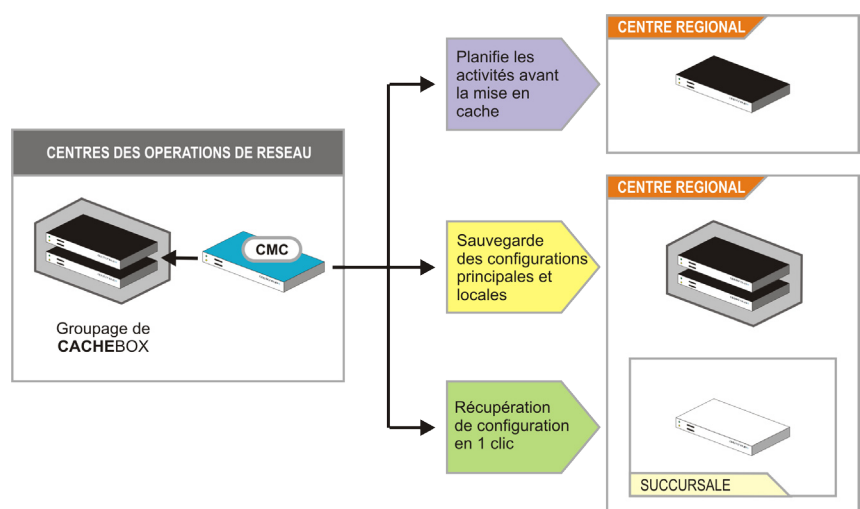 CENTRES DES OPERATIONS DE RESEAU
CMC
Groupage de
CACHEBOX
Planifie les
activités avant
la mise en
cache
Sauvegarde
des configurations
principales et
locales
Récupération
de configuration
en 1 clic
CENTRE REGIONAL
CENTRE REGIONAL
SUCCURSALE